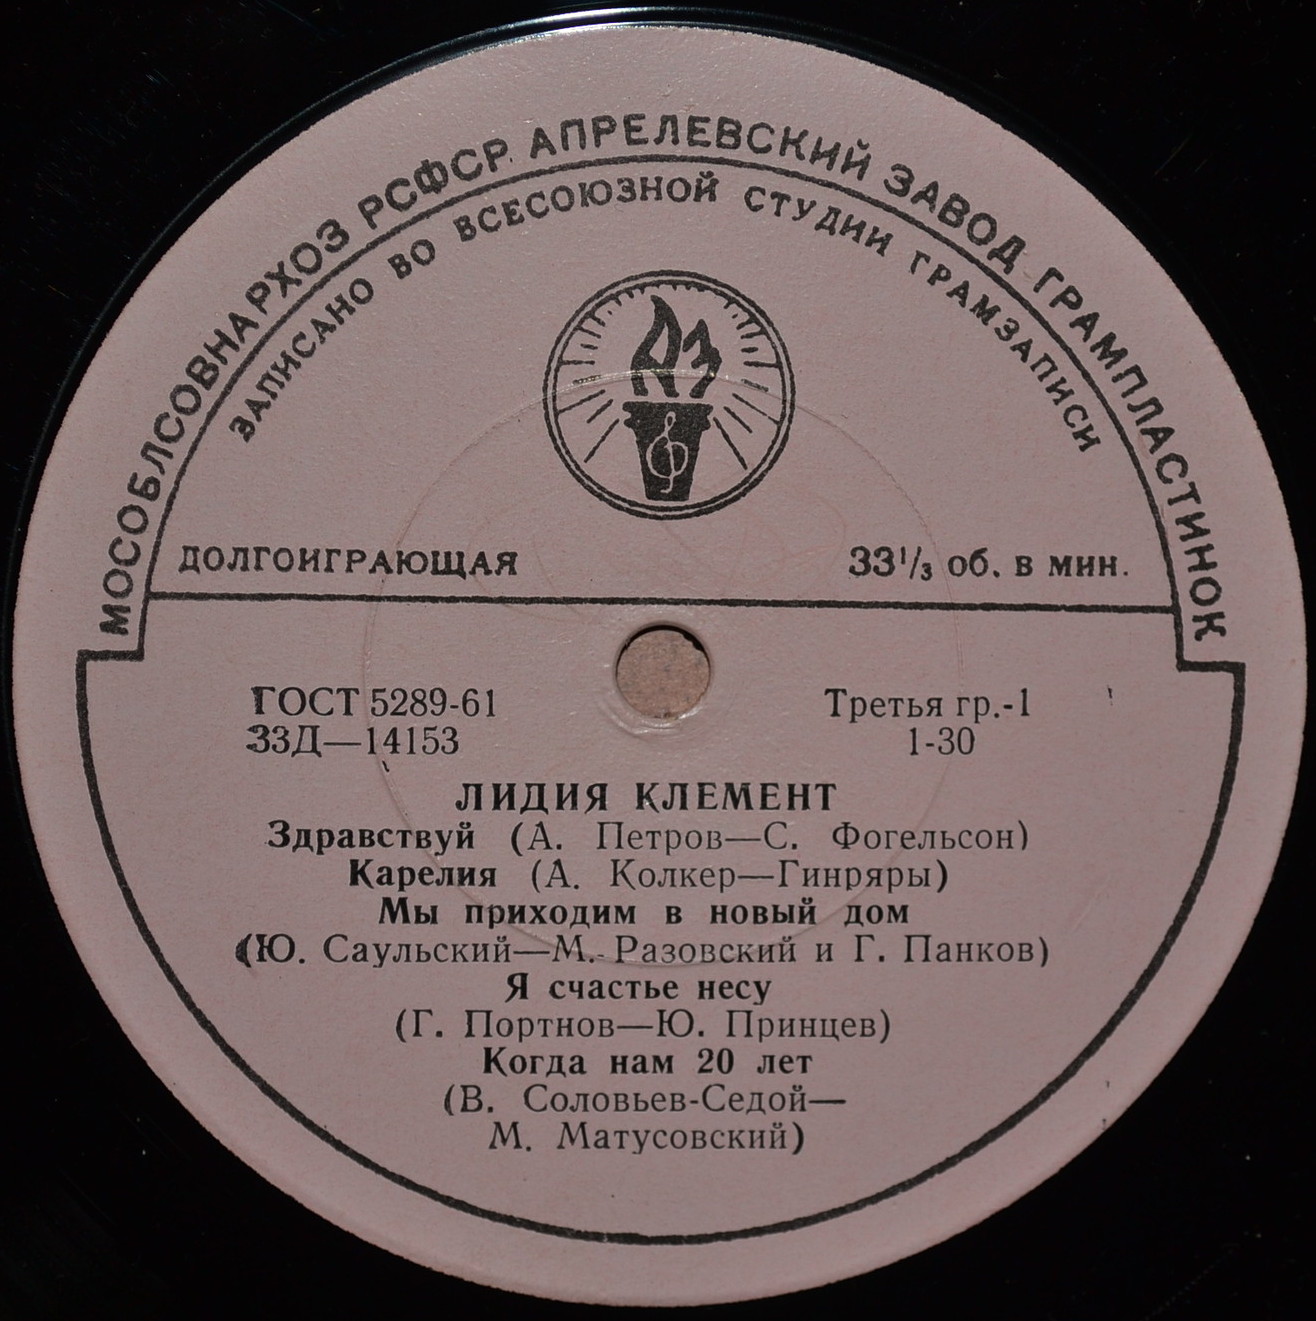 МОСОБЛСОВНАРХОЗ РСФСР. АПРЕЛЕВСКИЙ ЗАВОД ГРАМПЛАСТИНОК
ЗАПИСАНО ВО ВСЕСОЮЗНОЙ СТУДИИ ГРАМЗАПИСИ
АЗ
ДОЛГОИГРАЮЩАЯ 33 1/3 об. в мин.
ГОСТ 5289-61 Третья гр.-1
33Д—14153 1-30
ЛИДИЯ КЛЕМЕНТ
Здравствуй (А. Петров—С. Фогельсон)
Карелия (А. Колкер—Гинряры)
Мы приходим в новый дом
(Ю. Саульский—М. Разовский и Г. Панков)
Я счастье несу
(Г. Портнов—Ю. Принцев)
Когда нам 20 лет
(В. Соловьев-Седой—
М. Матусовский)